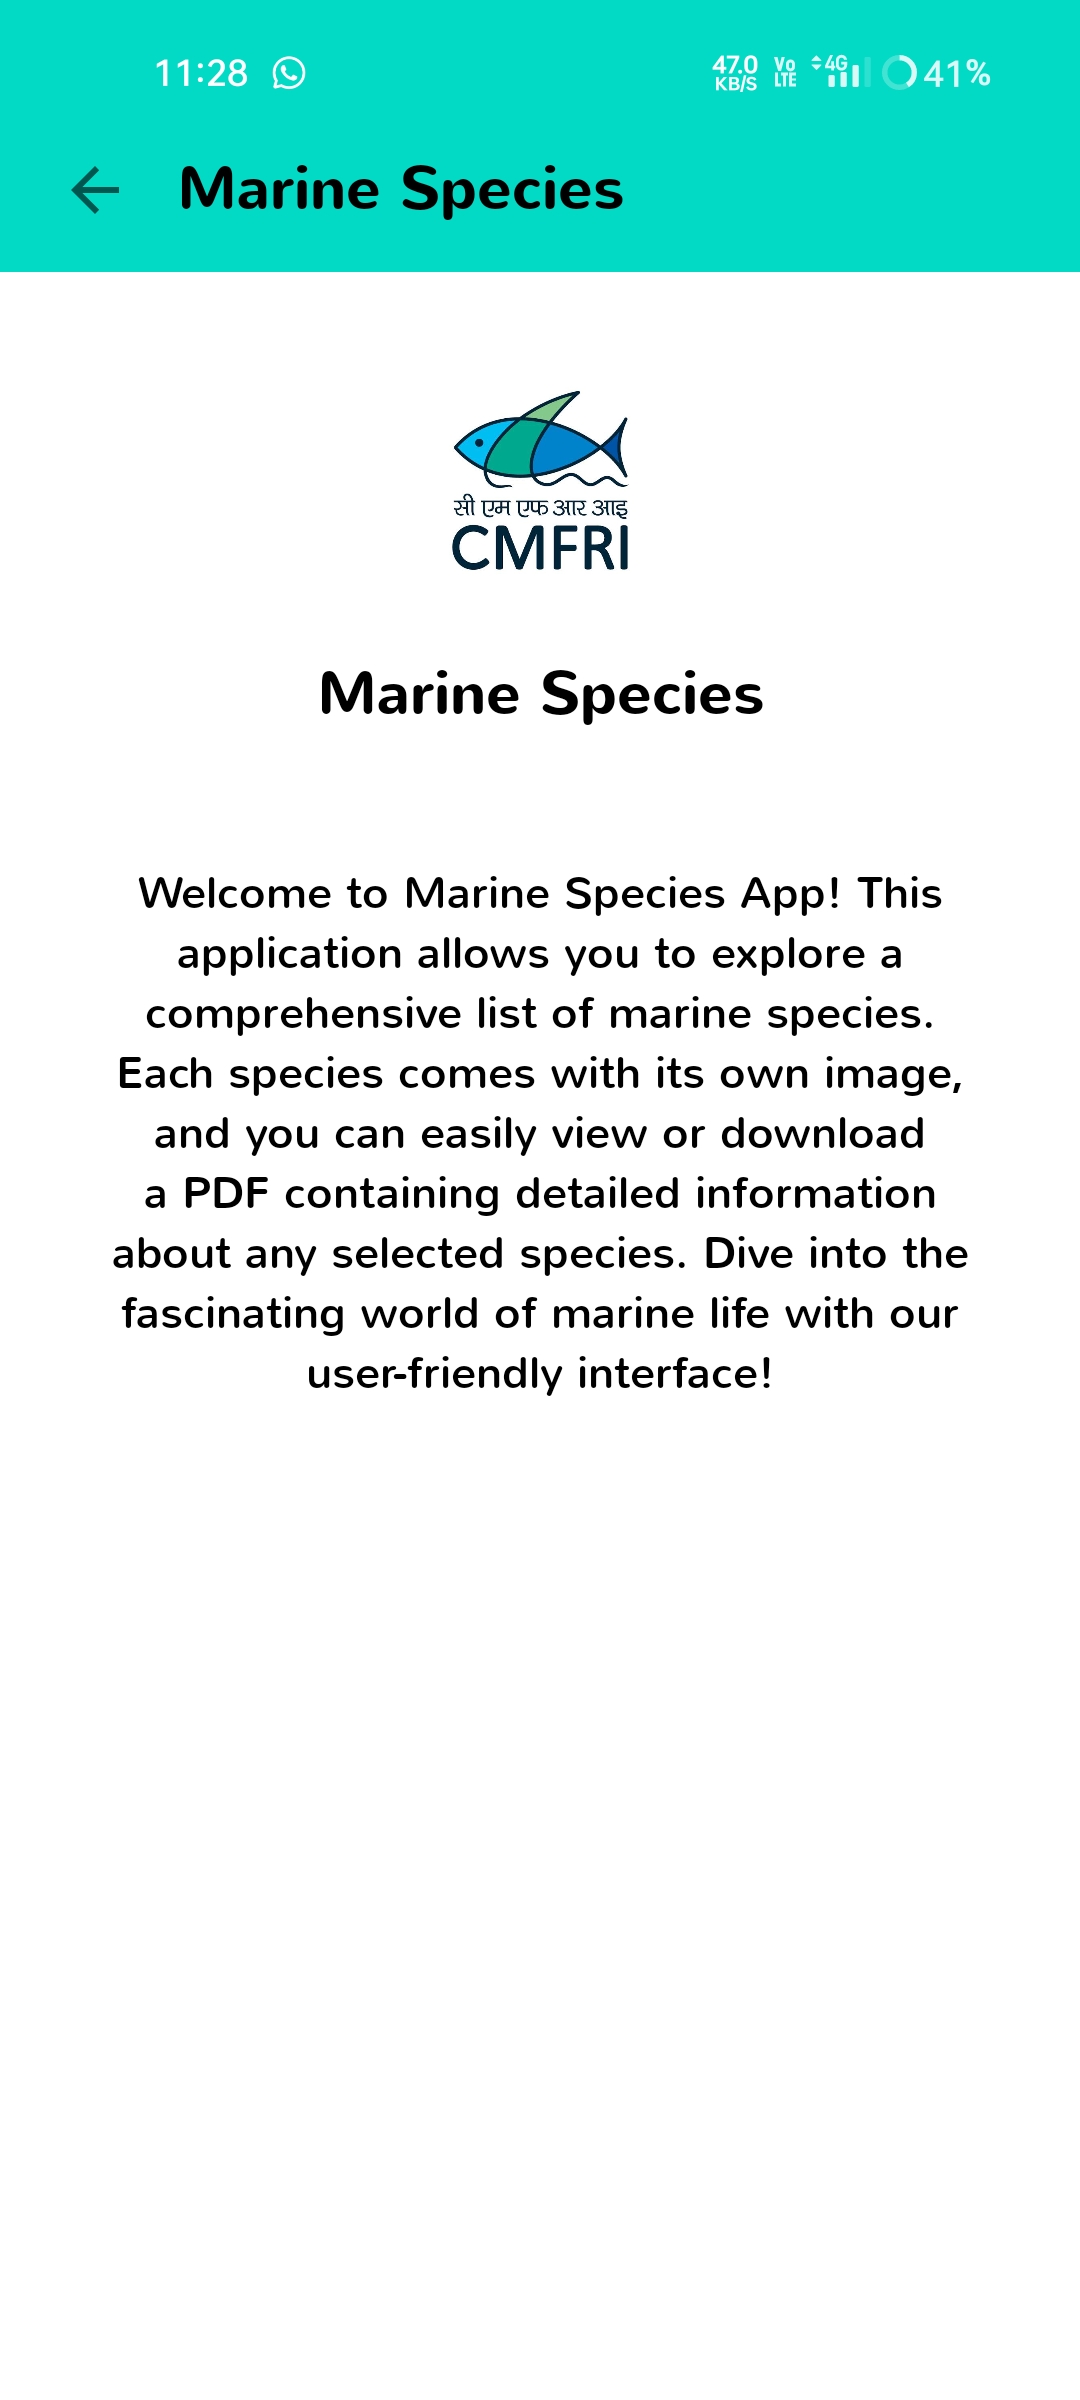 11:28 47.0 KB/S Vo LTE 4G 41%
Marine Species
सी एम एफ आर आइ
CMFRI
Marine Species
Welcome to Marine Species App! This
application allows you to explore a
comprehensive list of marine species.
Each species comes with its own image,
and you can easily view or download
a PDF containing detailed information
about any selected species. Dive into the
fascinating world of marine life with our
user-friendly interface!